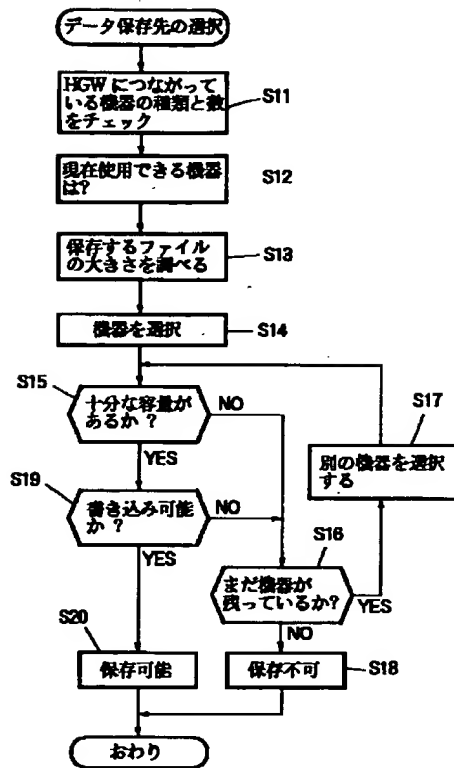 データ保存先の選択
HGWにつながって
いる機器の種類と数
をチェック
S11
現在使用できる機器
は?
S12
保存するファイル
の大きさを調べる
S13
機器を選択
S14
S15
十分な容量が
あるか?
NO
YES
S17
別の機器を選択
する
S19
書き込み可能
か?
NO
YES
S16
まだ機器が
残っているか?
YES
NO
S20
保存可能
保存不可
S18
おわり